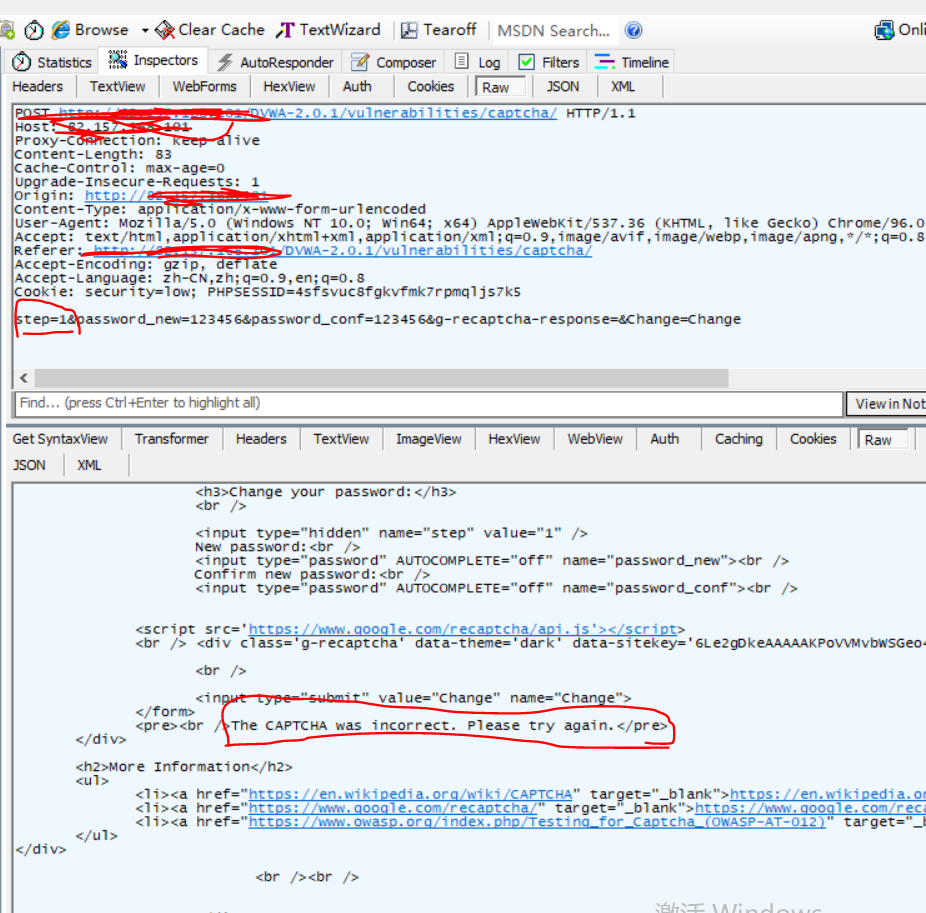 Browse Clear Cache TextWizard Tearoff MSDN Search... Onli
Statistics Inspectors AutoResponder Composer Log Filters Timeline
Headers TextView WebForms HexView Auth Cookies Raw JSON XML
POST http:// /DVWA-2.0.1/vulnerabilities/captcha/ HTTP/1.1
Host:
Proxy-Connection: keep alive
Content-Length: 83
Cache-Control: max-age=0
Upgrade-Insecure-Requests: 1
Origin: http://
Content-Type: application/x-www-form-urlencoded
User-Agent: Mozilla/5.0 (Windows NT 10.0; Win64; x64) AppleWebKit/537.36 (KHTML, like Gecko) Chrome/96.0
Accept: text/html,application/xhtml+xml,application/xml;q=0.9,image/avif,image/webp,image/apng,*/*;q=0.8
Referer: http:// /DVWA-2.0.1/vulnerabilities/captcha/
Accept-Encoding: gzip, deflate
Accept-Language: zh-CN,zh;q=0.9,en;q=0.8
Cookie: security=low; PHPSESSID=4sfsvuc8fgkvfmk7rpmqljs7k5
step=1&password_new=123456&password_conf=123456&g-recaptcha-response=&Change=Change
Find... (press Ctrl+Enter to highlight all) View in Not
Get SyntaxView Transformer Headers TextView ImageView HexView WebView Auth Caching Cookies Raw
JSON XML
<h3>Change your password:</h3>
<br />
<input type="hidden" name="step" value="1" />
New password:<br />
<input type="password" AUTOCOMPLETE="off" name="password_new"><br />
Confirm new password:<br />
<input type="password" AUTOCOMPLETE="off" name="password_conf"><br />
<script src='https://www.google.com/recaptcha/api.js'></script>
<br /> <div class='g-recaptcha' data-theme='dark' data-sitekey='6Le2gDkeAAAAAKPoVVMvbWSGeo4
<br />
<input type="submit" value="Change" name="Change">
</form>
<pre><br />The CAPTCHA was incorrect. Please try again.</pre>
</div>
<h2>More Information</h2>
<ul>
<li><a href="https://en.wikipedia.org/wiki/CAPTCHA" target="_blank">https://en.wikipedia.or
<li><a href="https://www.google.com/recaptcha/" target="_blank">https://www.google.com/reca
<li><a href="https://www.owasp.org/index.php/Testing_for_Captcha_(OWASP-AT-012)" target="_b
</ul>
</div>
<br /><br />
激活 Windows